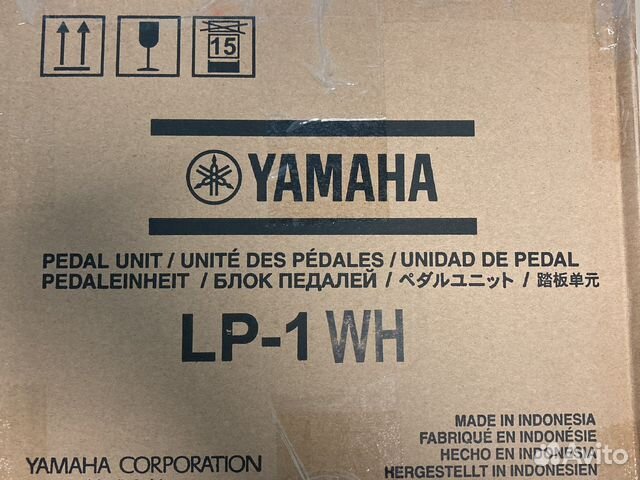 15
YAMAHA
PEDAL UNIT / UNITÉ DES PÉDALES / UNIDAD DE PEDAL
PEDALEINHEIT / БЛОК ПЕДАЛЕЙ / ペダルユニット / 踏板单元
LP-1 WH
MADE IN INDONESIA
FABRIQUÉ EN INDONÉSIE
HECHO EN INDONESIA
YAMAHA CORPORATION
HERGESTELLT IN INDONESIEN
Avito